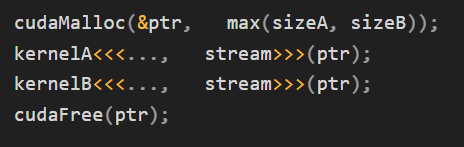 cudaMalloc(&ptr, max(sizeA, sizeB));
kernelA<<<..., stream>>>(ptr);
kernelB<<<..., stream>>>(ptr);
cudaFree(ptr);